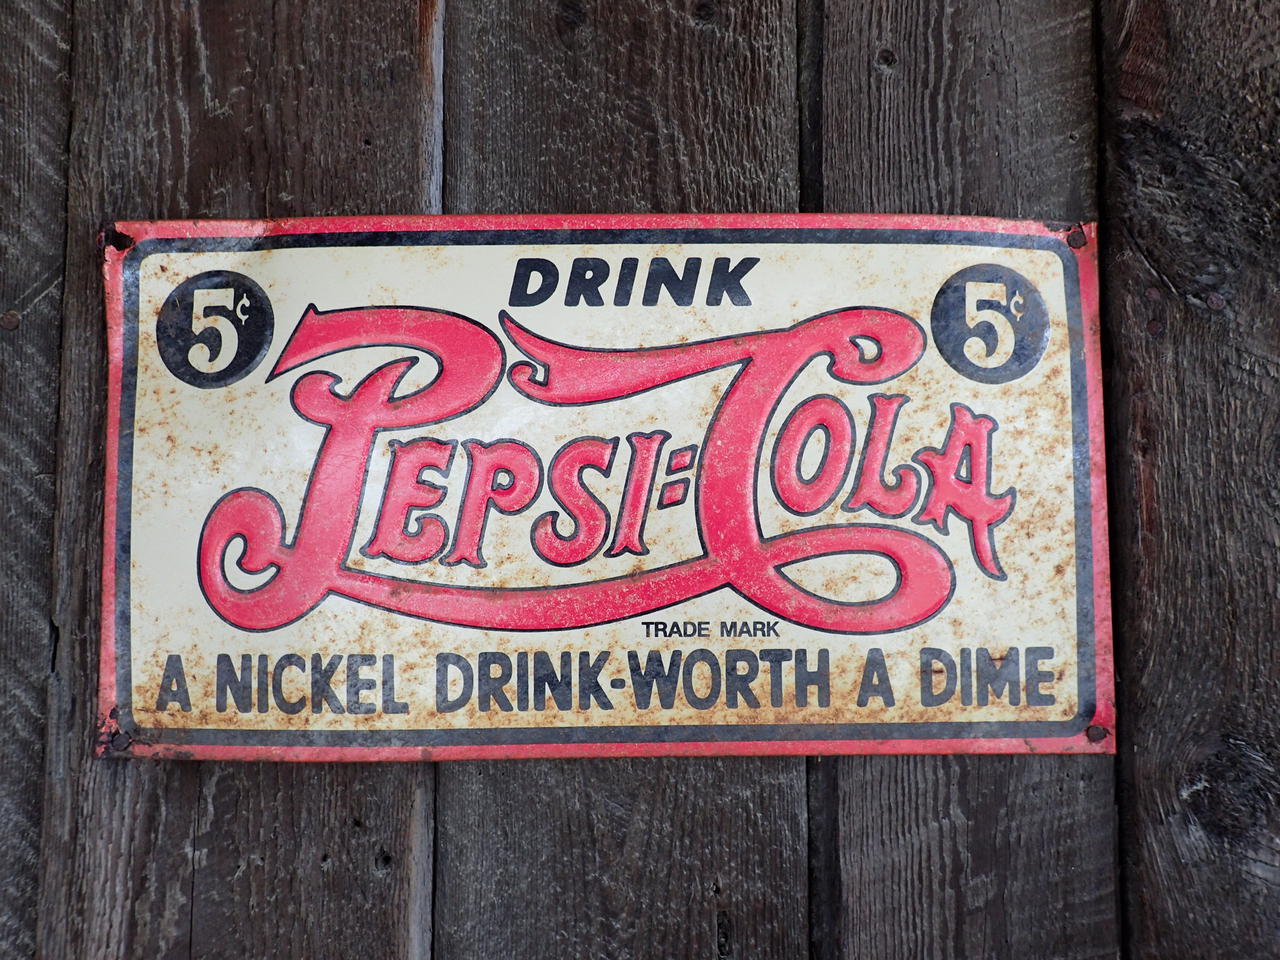 DRINK
5¢ 5¢
PEPSI:COLA
TRADE MARK
A NICKEL DRINK-WORTH A DIME